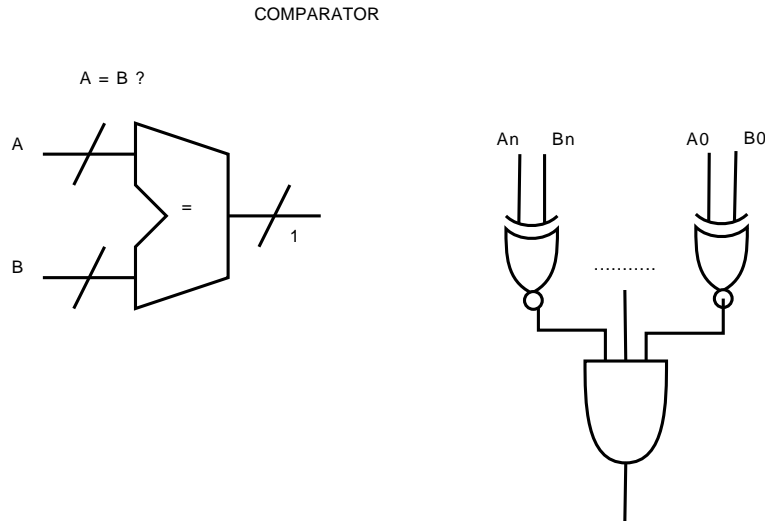 COMPARATOR
A = B ?
A
=
1
B
An Bn
A0 B0
...........